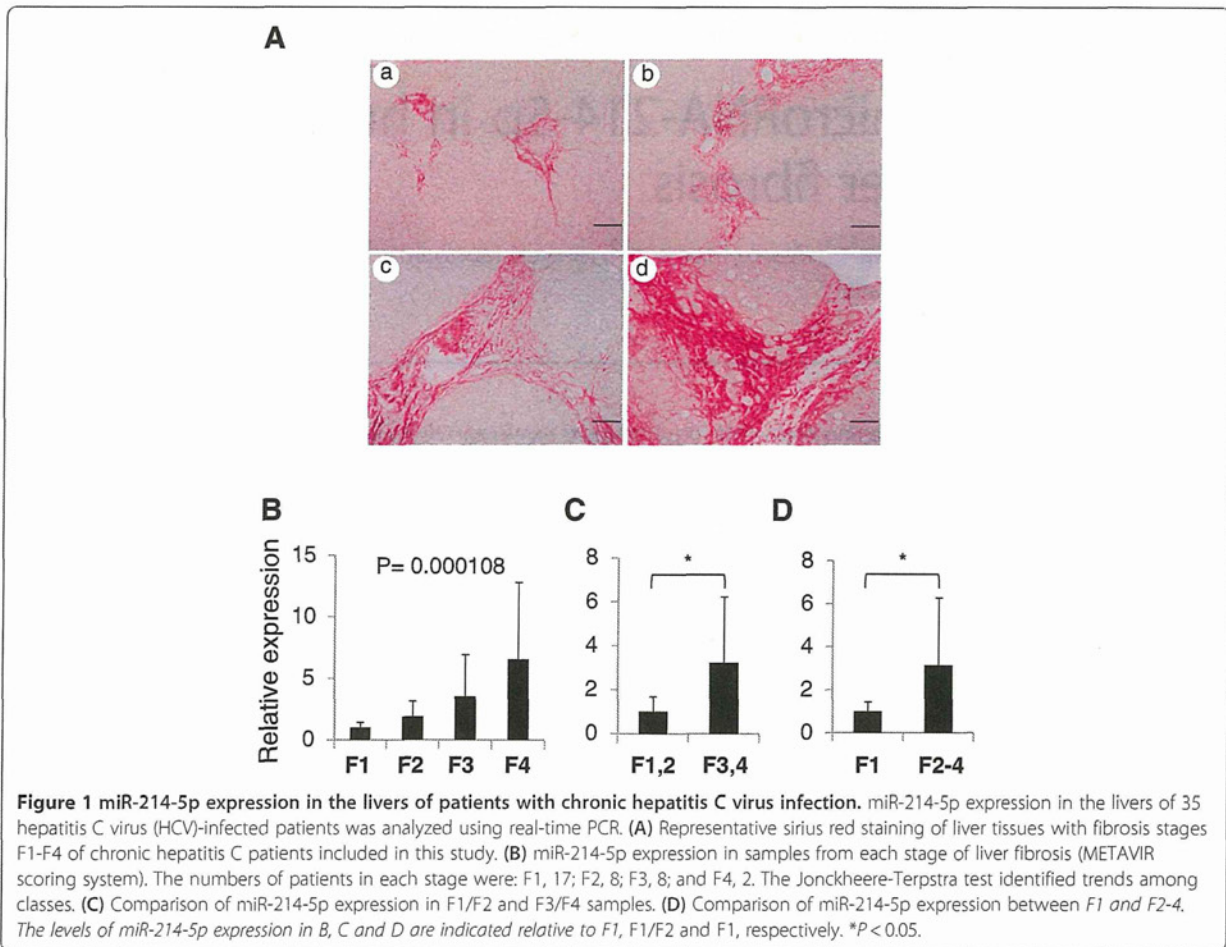 A
a
b
c
d
B
C
D
Relative expression
15
10
5
0
P= 0.000108
F1 F2 F3 F4
8
6
4
2
0
*
F1,2 F3,4
8
6
4
2
0
*
F1 F2-4
Figure 1 miR-214-5p expression in the livers of patients with chronic hepatitis C virus infection. miR-214-5p expression in the livers of 35
hepatitis C virus (HCV)-infected patients was analyzed using real-time PCR. (A) Representative sirius red staining of liver tissues with fibrosis stages
F1-F4 of chronic hepatitis C patients included in this study. (B) miR-214-5p expression in samples from each stage of liver fibrosis (METAVIR
scoring system). The numbers of patients in each stage were: F1, 17; F2, 8; F3, 8; and F4, 2. The Jonckheere-Terpstra test identified trends among
classes. (C) Comparison of miR-214-5p expression in F1/F2 and F3/F4 samples. (D) Comparison of miR-214-5p expression between F1 and F2-4.
The levels of miR-214-5p expression in B, C and D are indicated relative to F1, F1/F2 and F1, respectively. *P < 0.05.